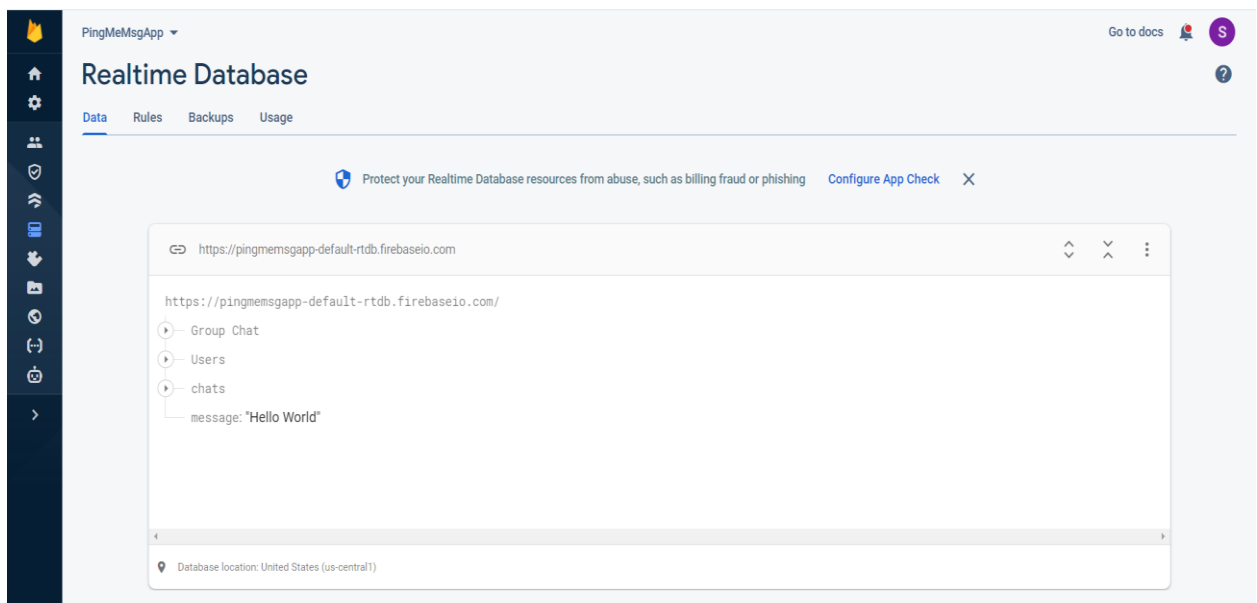 PingMeMsgApp
Go to docs
S
Realtime Database
Data Rules Backups Usage
Protect your Realtime Database resources from abuse, such as billing fraud or phishing Configure App Check
https://pingmemsgapp-default-rtdb.firebaseio.com
https://pingmemsgapp-default-rtdb.firebaseio.com/
Group Chat
Users
chats
message: "Hello World"
Database location: United States (us-central1)